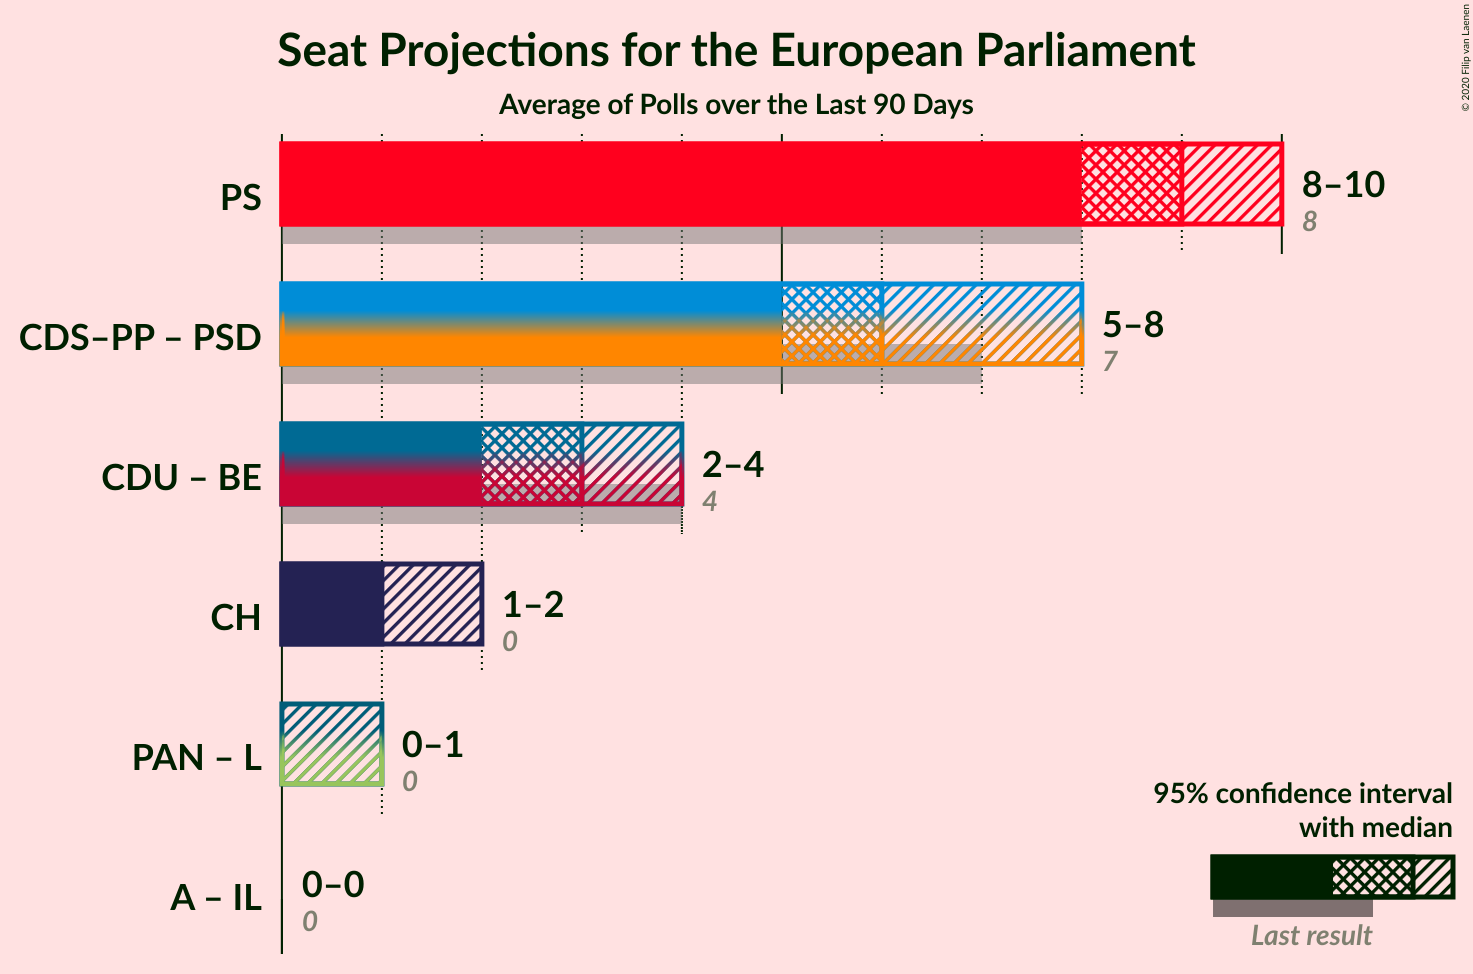 Seat Projections for the European Parliament
Average of Polls over the Last 90 Days
© 2020 Filip van Laenen
PS
8–10
8
CDS–PP – PSD
5–8
7
CDU – BE
2–4
4
CH
1–2
0
PAN – L
0–1
0
A – IL
0–0
0
95% confidence interval
with median
Last result